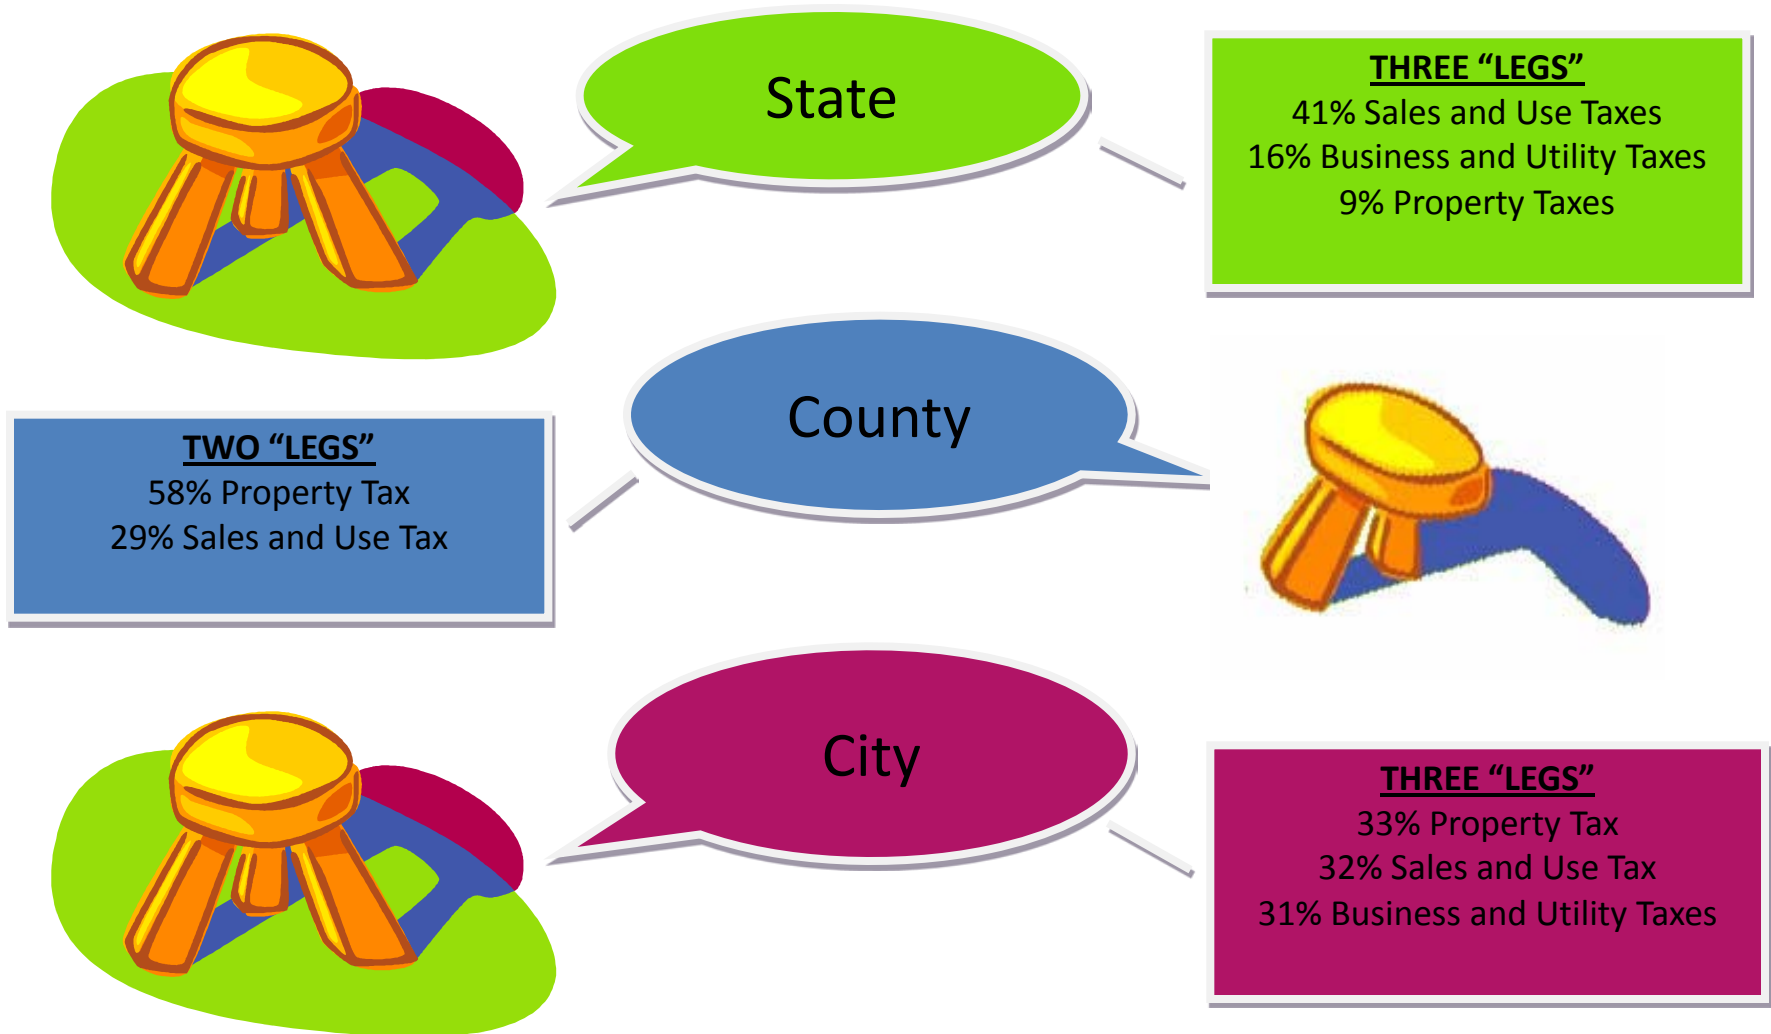 State
THREE “LEGS”
41% Sales and Use Taxes
16% Business and Utility Taxes
9% Property Taxes
County
TWO “LEGS”
58% Property Tax
29% Sales and Use Tax
City
THREE “LEGS”
33% Property Tax
32% Sales and Use Tax
31% Business and Utility Taxes